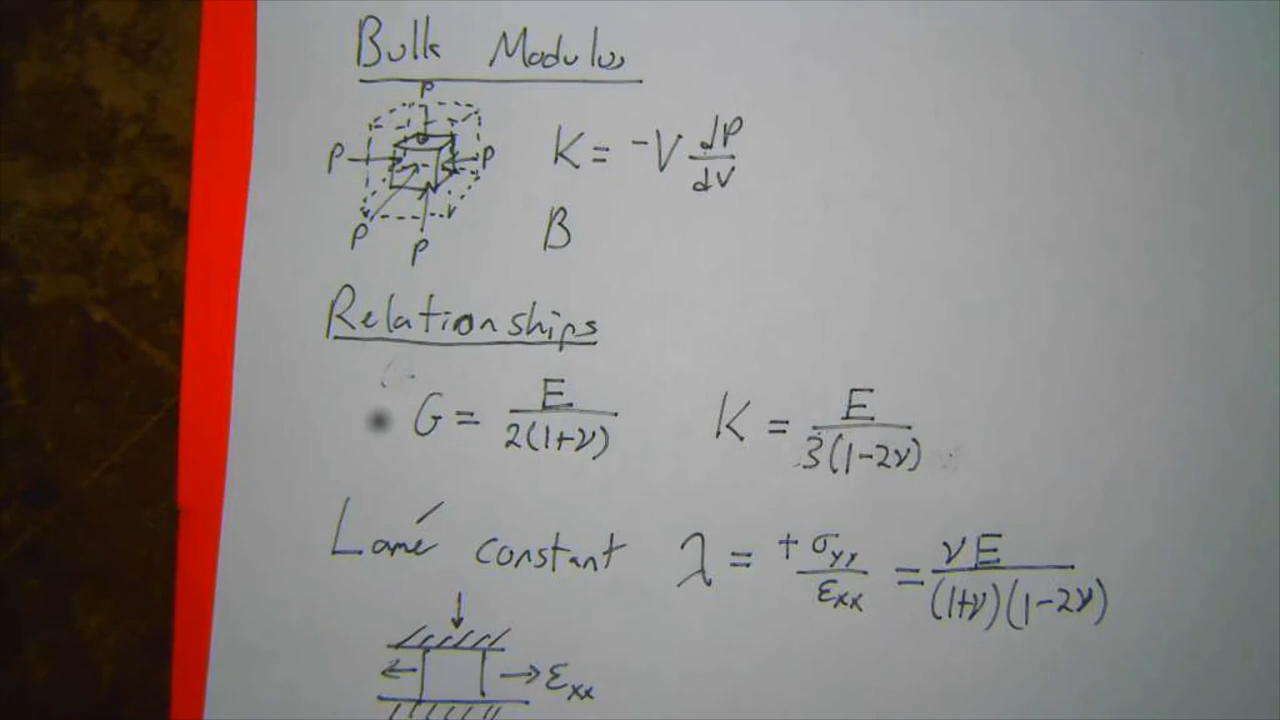 Bulk Modulus
P
P P
K = -V dP/dV
P
P
B
Relationships
G = E/2(1+ν) K = E/3(1-2ν)
Lamé constant λ = +σyy/εxx = νE/(1+ν)(1-2ν)
εxx